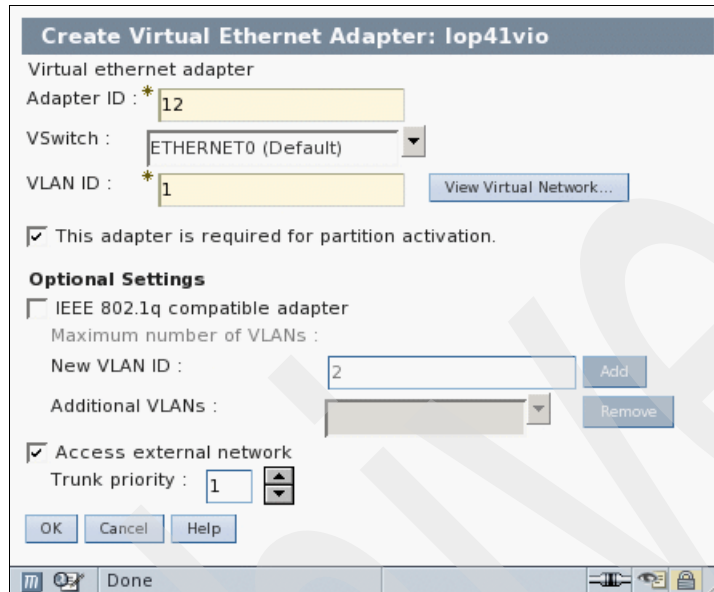 Create Virtual Ethernet Adapter: lop41vio
Virtual ethernet adapter
Adapter ID : * 12
VSwitch : ETHERNET0 (Default)
VLAN ID : * 1 View Virtual Network...
This adapter is required for partition activation.
Optional Settings
IEEE 802.1q compatible adapter
Maximum number of VLANs :
New VLAN ID : 2 Add
Additional VLANs : Remove
Access external network
Trunk priority : 1
OK Cancel Help
m Done